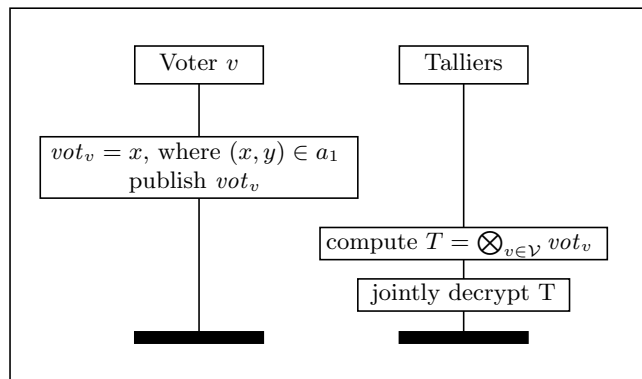 Voter v
Talliers
vot_v = x, where (x, y) ∈ a_1
publish vot_v
compute T = ⨂_{v∈𝒱} vot_v
jointly decrypt T